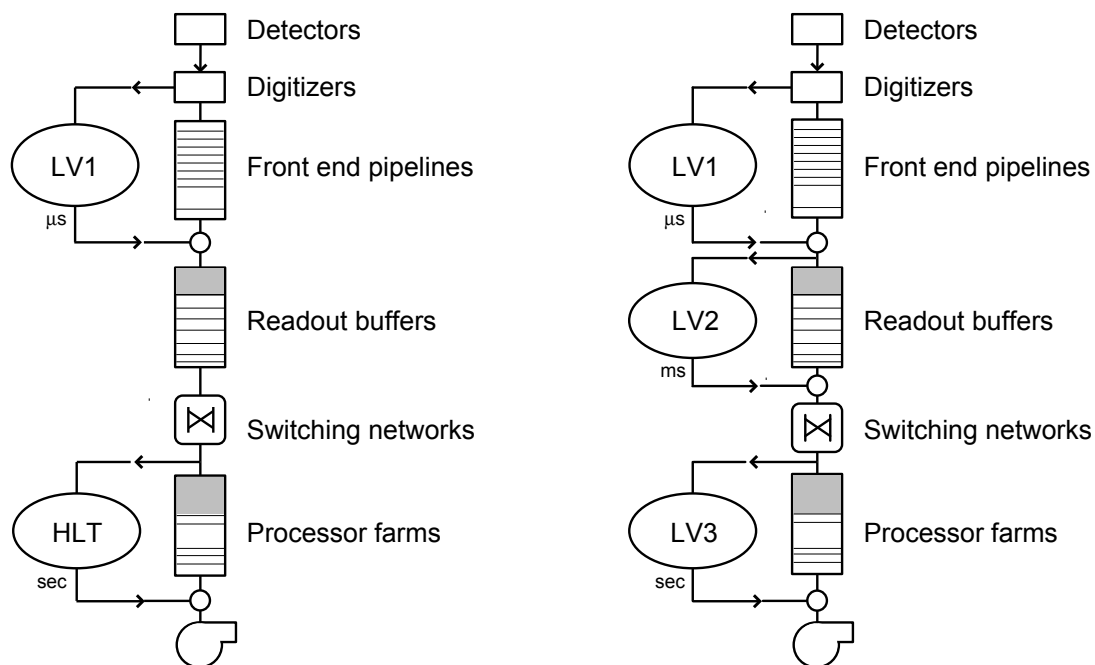 Detectors
Digitizers
LV1
Front end pipelines
μs
Readout buffers
Switching networks
HLT
Processor farms
sec
Detectors
Digitizers
LV1
Front end pipelines
μs
LV2
Readout buffers
ms
Switching networks
LV3
Processor farms
sec